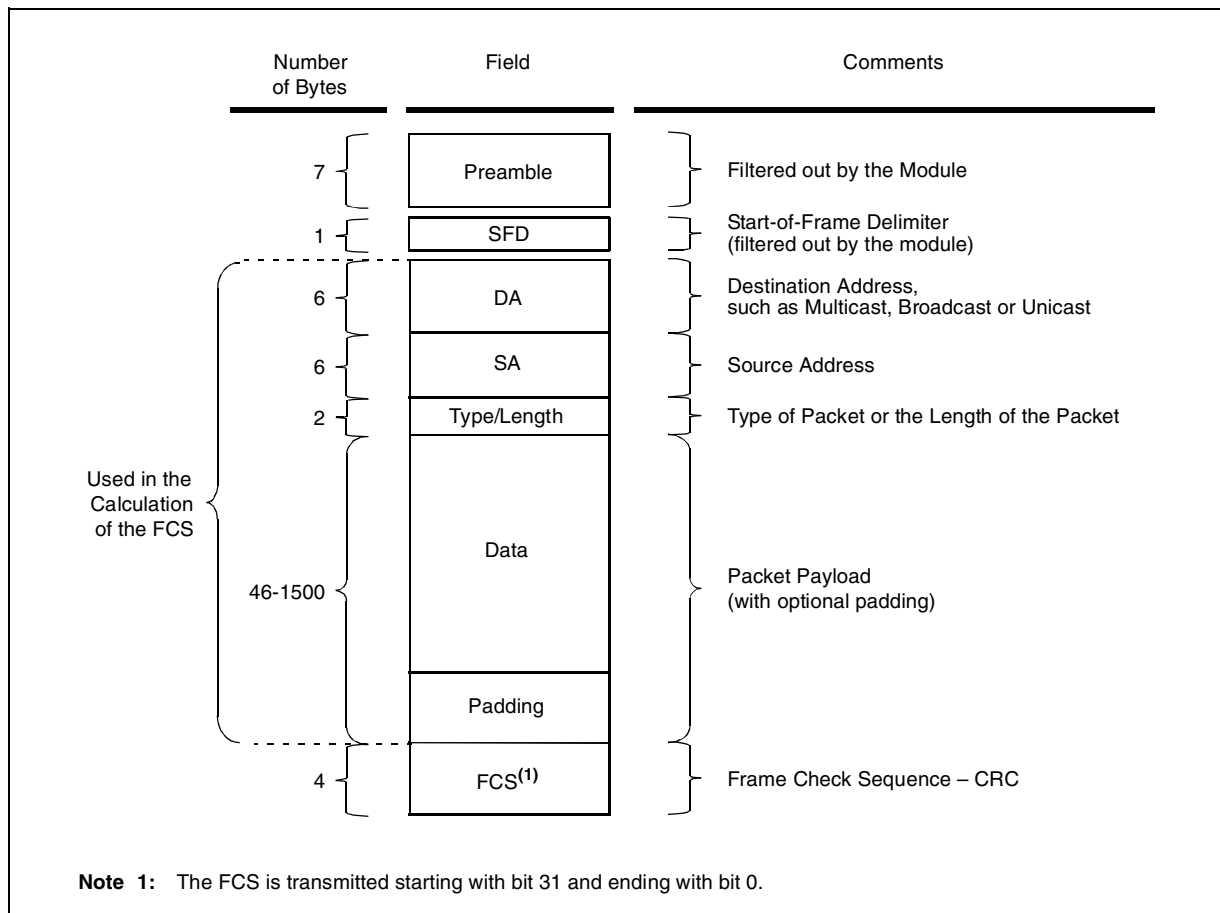 Number
of Bytes
Field
Comments
7
Preamble
Filtered out by the Module
1
SFD
Start-of-Frame Delimiter
(filtered out by the module)
6
DA
Destination Address,
such as Multicast, Broadcast or Unicast
6
SA
Source Address
2
Type/Length
Type of Packet or the Length of the Packet
Used in the
Calculation
of the FCS
46-1500
Data
Padding
Packet Payload
(with optional padding)
4
FCS(1)
Frame Check Sequence – CRC
Note 1: The FCS is transmitted starting with bit 31 and ending with bit 0.